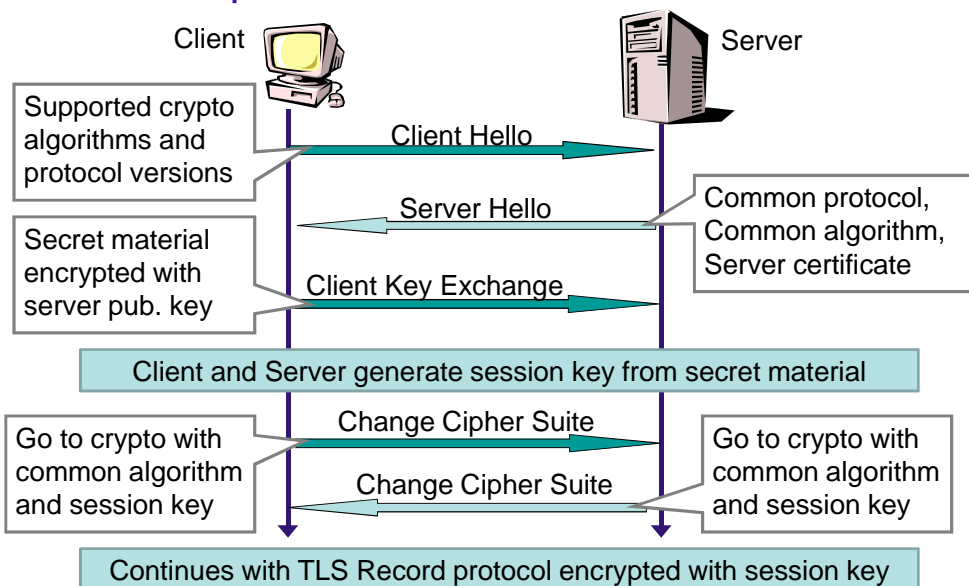 Client
Server
Supported crypto
algorithms and
protocol versions
Client Hello
Server Hello
Common protocol,
Common algorithm,
Server certificate
Secret material
encrypted with
server pub. key
Client Key Exchange
Client and Server generate session key from secret material
Go to crypto with
common algorithm
and session key
Change Cipher Suite
Change Cipher Suite
Go to crypto with
common algorithm
and session key
Continues with TLS Record protocol encrypted with session key